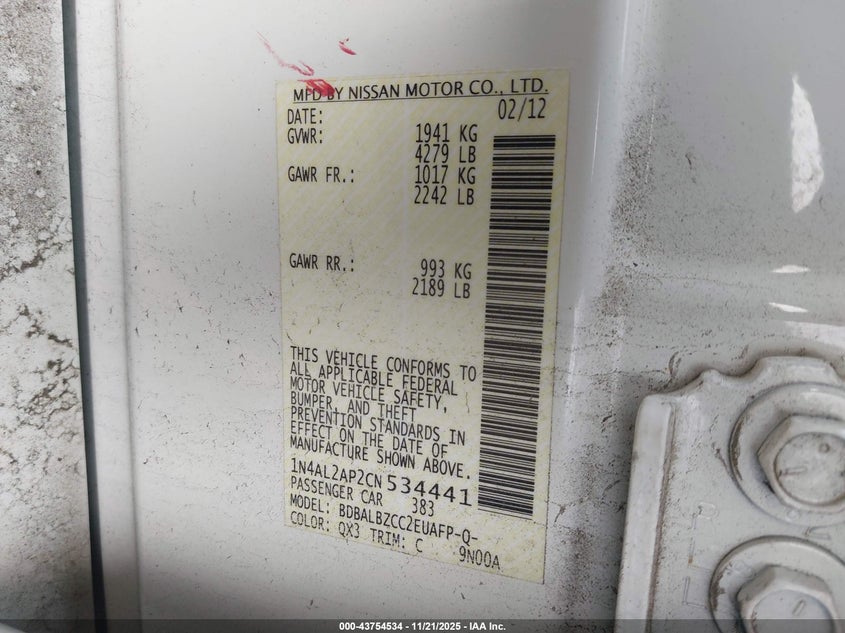 MFD BY NISSAN MOTOR CO., LTD.
DATE: 02/12
GVWR: 1941 KG
4279 LB
GAWR FR.: 1017 KG
2242 LB
GAWR RR.: 993 KG
2189 LB
THIS VEHICLE CONFORMS TO
ALL APPLICABLE FEDERAL
MOTOR VEHICLE SAFETY,
BUMPER, AND THEFT
PREVENTION STANDARDS IN
EFFECT ON THE DATE OF
MANUFACTURE SHOWN ABOVE.
1N4AL2AP2CN534441
PASSENGER CAR 383
MODEL: BDBALBZCC2EUAFP-Q-
COLOR: QX3 TRIM: C 9N00A
000-43754534 - 11/21/2025 - IAA Inc.